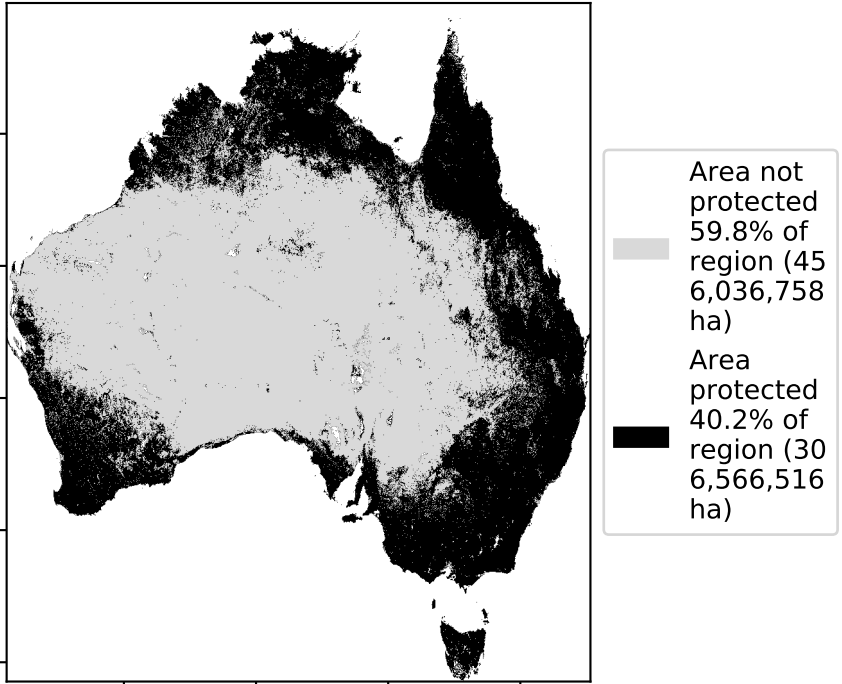 Area not
protected
59.8% of
region (45
6,036,758
ha)
Area
protected
40.2% of
region (30
6,566,516
ha)